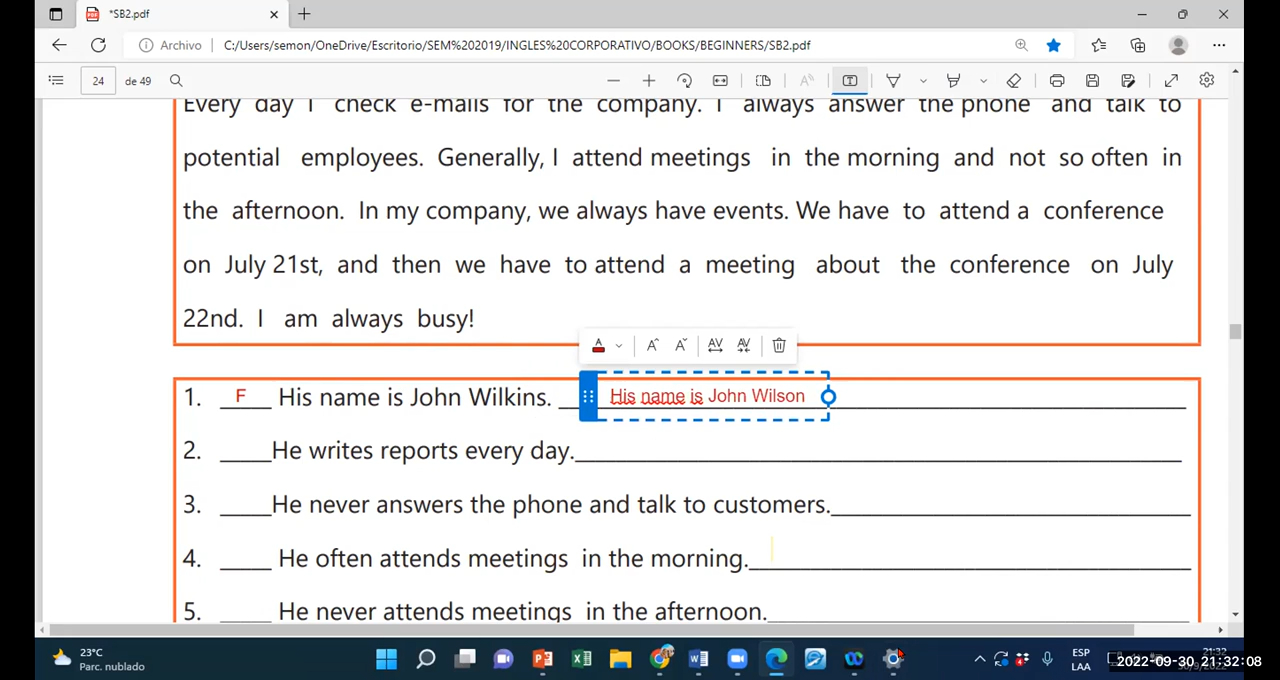 *SB2.pdf
Archivo C:/Users/semon/OneDrive/Escritorio/SEM%202019/INGLES%20CORPORATIVO/BOOKS/BEGINNERS/SB2.pdf
24 de 49
Every day I check e-mails for the company. I always answer the phone and talk to
potential employees. Generally, I attend meetings in the morning and not so often in
the afternoon. In my company, we always have events. We have to attend a conference
on July 21st, and then we have to attend a meeting about the conference on July
22nd. I am always busy!
1. F His name is John Wilkins. His name is John Wilson
2. _____He writes reports every day.
3. _____He never answers the phone and talk to customers.
4. _____ He often attends meetings in the morning.
5. _____ He never attends meetings in the afternoon.
23°C
Parc. nublado
ESP
LAA
21:32
2022-09-30, 21:32:08